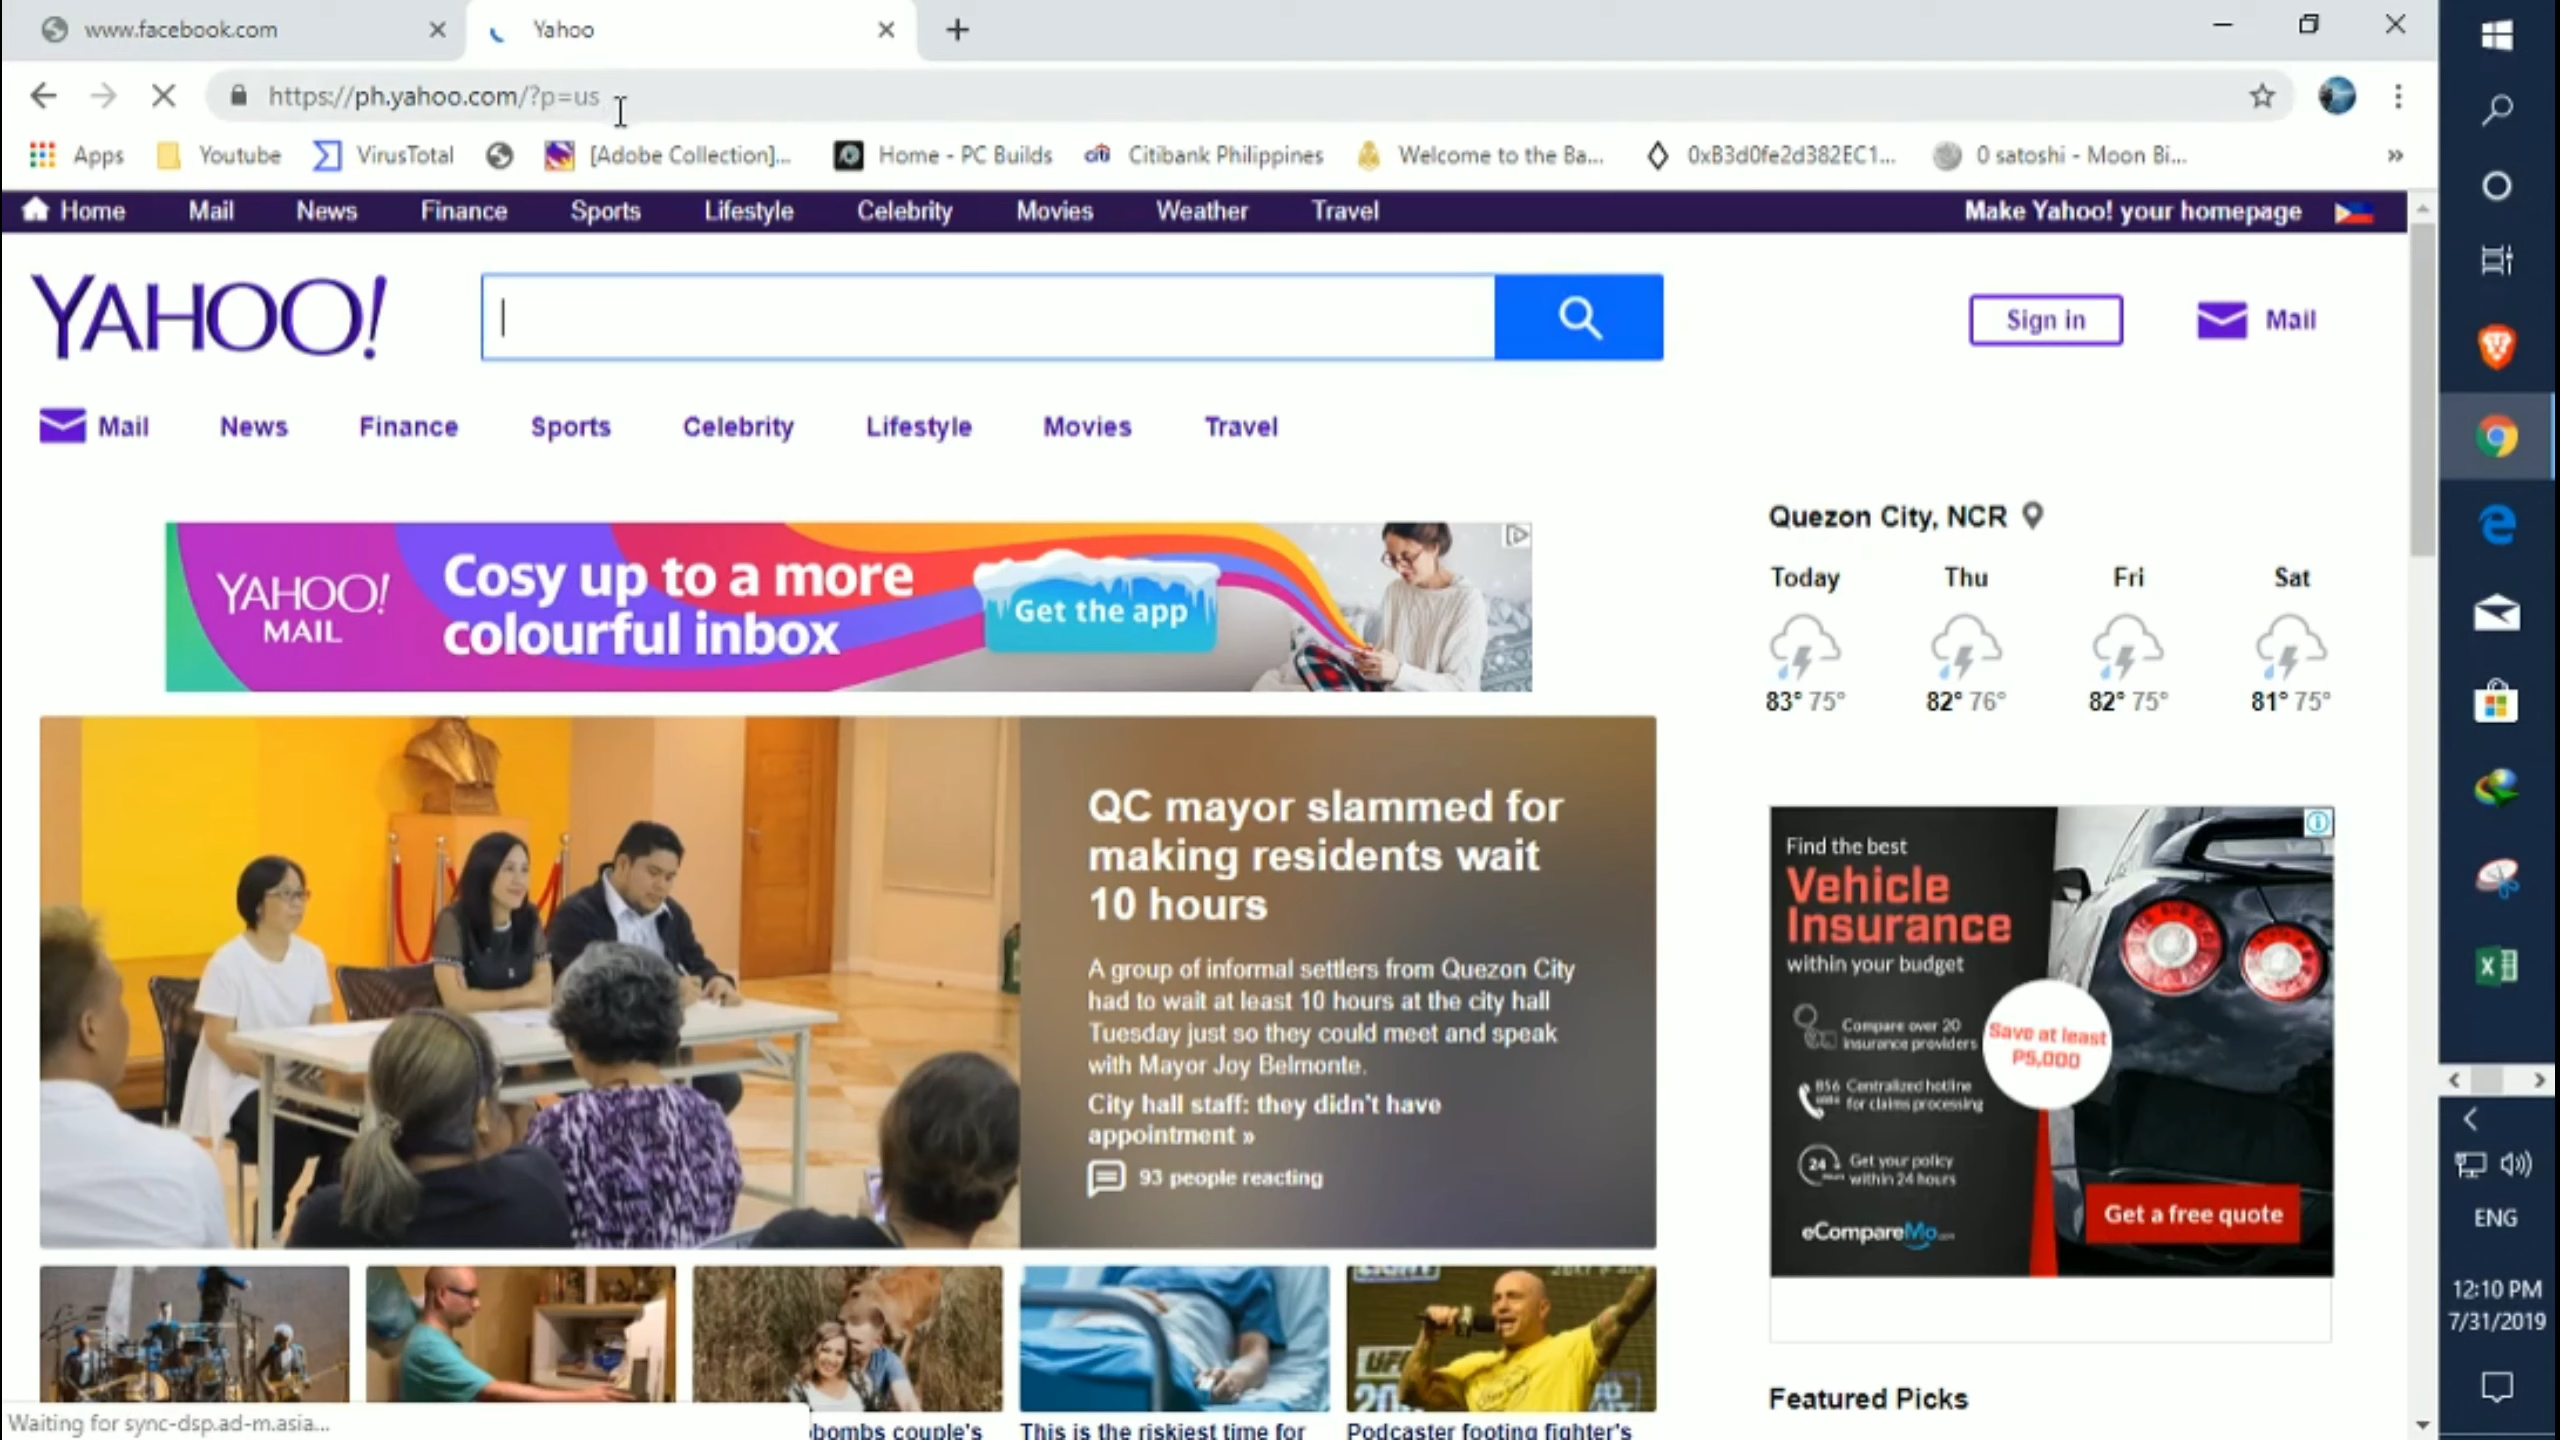 www.facebook.com
Yahoo
https://ph.yahoo.com/?p=us
Apps Youtube VirusTotal [Adobe Collection]... Home - PC Builds Citibank Philippines Welcome to the Ba... 0xB3d0fe2d382EC1... 0 satoshi - Moon Bi... »
Home Mail News Finance Sports Lifestyle Celebrity Movies Weather Travel Make Yahoo! your homepage
YAHOO!
Sign in Mail
Mail News Finance Sports Celebrity Lifestyle Movies Travel
YAHOO!
MAIL
Cosy up to a more
colourful inbox
Get the app
Quezon City, NCR
Today Thu Fri Sat
83° 75° 82° 76° 82° 75° 81° 75°
QC mayor slammed for
making residents wait
10 hours
A group of informal settlers from Quezon City
had to wait at least 10 hours at the city hall
Tuesday just so they could meet and speak
with Mayor Joy Belmonte.
City hall staff: they didn't have
appointment »
93 people reacting
Find the best
Vehicle
Insurance
within your budget
Compare over 20
insurance providers
Save at least
P5,000
Centralized hotline
for claims processing
24
Get your policy
within 24 hours
eCompareMo
Get a free quote
Featured Picks
bombs couple's
This is the riskiest time for
Podcaster footing fighter's
Waiting for sync-dsp.ad-m.asia...
ENG
12:10 PM
7/31/2019